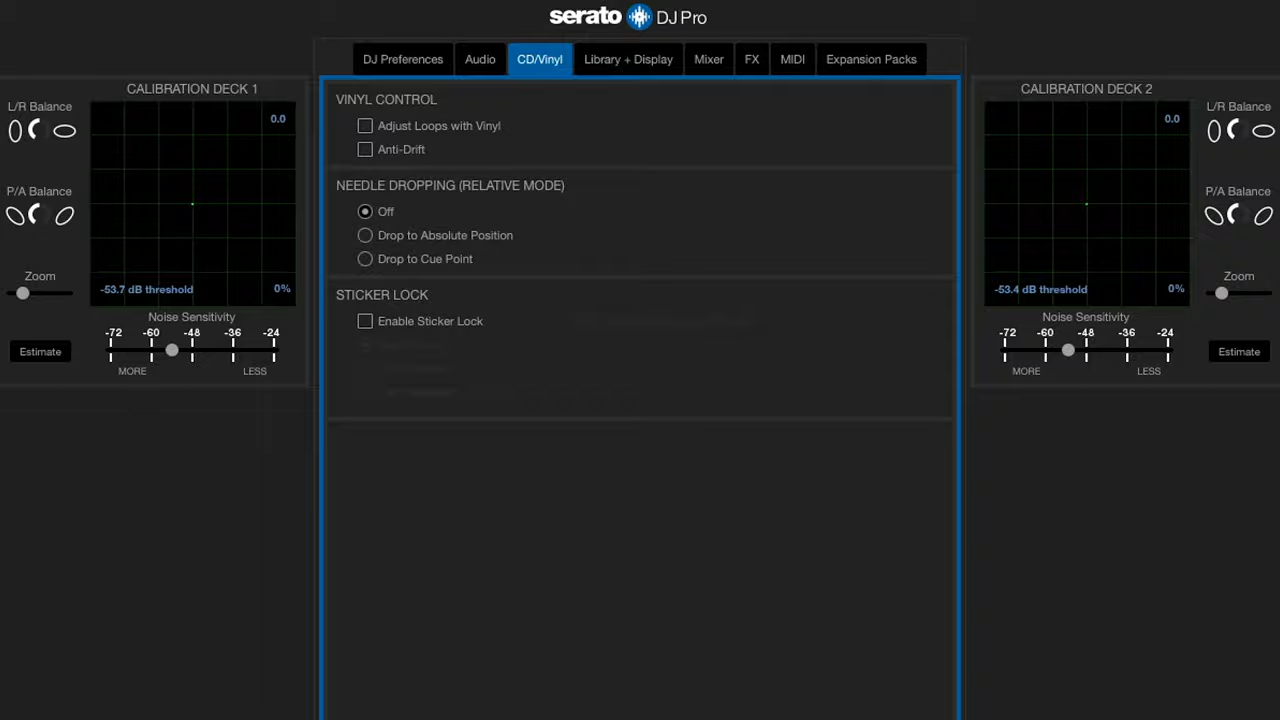 serato DJ Pro
DJ Preferences Audio CD/Vinyl Library + Display Mixer FX MIDI Expansion Packs
CALIBRATION DECK 1
L/R Balance
0.0
P/A Balance
Zoom
-53.7 dB threshold 0%
Noise Sensitivity
-72 -60 -48 -36 -24
Estimate
MORE LESS
VINYL CONTROL
Adjust Loops with Vinyl
Anti-Drift
NEEDLE DROPPING (RELATIVE MODE)
Off
Drop to Absolute Position
Drop to Cue Point
STICKER LOCK
Enable Sticker Lock
CALIBRATION DECK 2
L/R Balance
0.0
P/A Balance
Zoom
-53.4 dB threshold 0%
Noise Sensitivity
-72 -60 -48 -36 -24
Estimate
MORE LESS